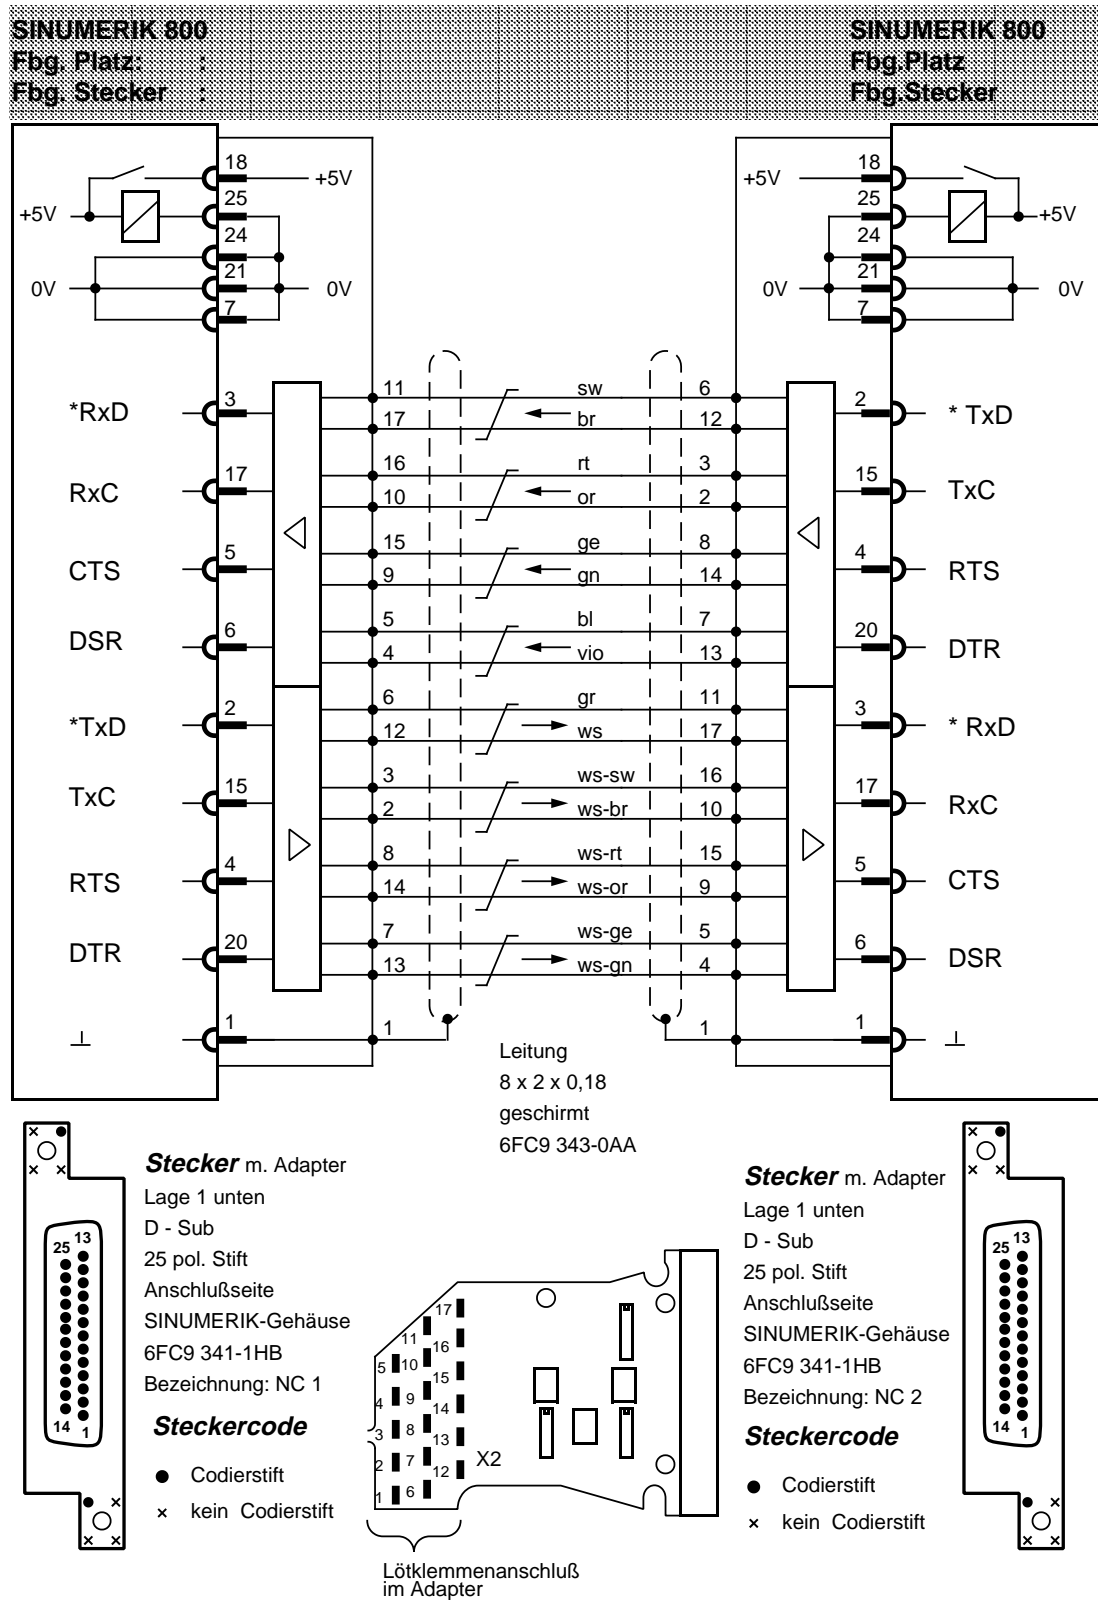 SINUMERIK 800 SINUMERIK 800
Fbg. Platz: : Fbg.Platz
Fbg. Stecker : Fbg.Stecker
18 +5V +5V 18
25 25
+5V +5V
24 24
21 21
0V 0V 0V 0V
7 7
*RxD 3 11 sw 6 2 * TxD
17 br 12
RxC 17 16 rt 3 15 TxC
10 or 2
CTS 5 15 ge 8 4 RTS
9 gn 14
DSR 6 5 bl 7 20 DTR
4 vio 13
*TxD 2 6 gr 11 3 * RxD
12 ws 17
TxC 15 3 ws-sw 16 17 RxC
2 ws-br 10
RTS 4 8 ws-rt 15 5 CTS
14 ws-or 9
DTR 20 7 ws-ge 5 6 DSR
13 ws-gn 4
1 1 1 1
Leitung
8 x 2 x 0,18
geschirmt
6FC9 343-0AA
Stecker m. Adapter
Lage 1 unten
D - Sub
25 pol. Stift
Anschlußseite
SINUMERIK-Gehäuse
6FC9 341-1HB
Bezeichnung: NC 1
Steckercode
● Codierstift
× kein Codierstift
25 13
14 1
17
11 16
5 10 15
4 9 14
3 8 13
2 7 12
1 6
X2
Lötklemmenanschluß
im Adapter
Stecker m. Adapter
Lage 1 unten
D - Sub
25 pol. Stift
Anschlußseite
SINUMERIK-Gehäuse
6FC9 341-1HB
Bezeichnung: NC 2
Steckercode
● Codierstift
× kein Codierstift
25 13
14 1